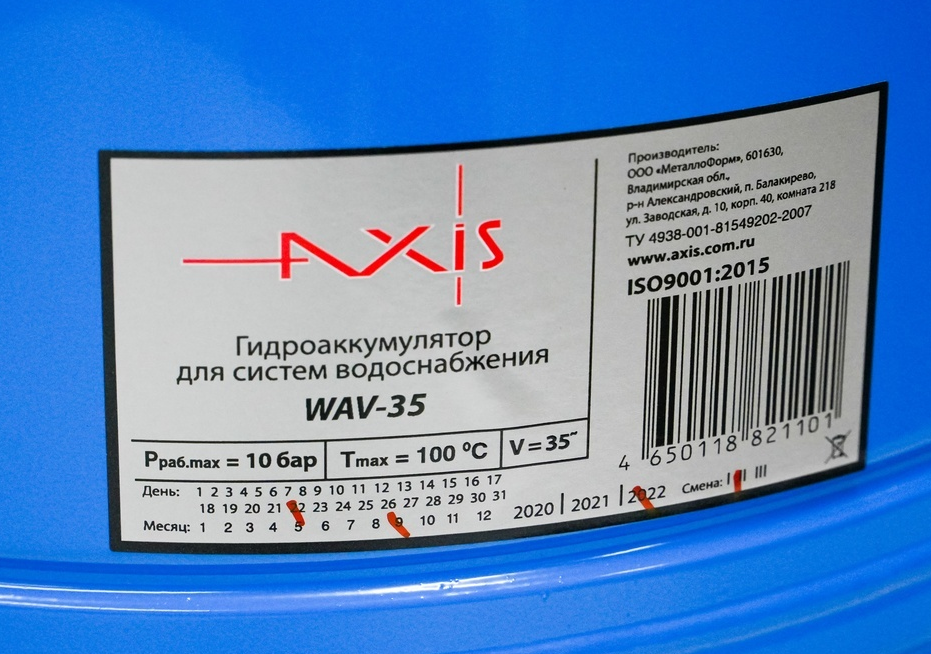 AXIS
Гидроаккумулятор
для систем водоснабжения
WAV-35
Pраб.max = 10 бар
Tmax = 100 °C
V = 35˝
День: 1 2 3 4 5 6 7 8 9 10 11 12 13 14 15 16 17
18 19 20 21 22 23 24 25 26 27 28 29 30 31
Месяц: 1 2 3 4 5 6 7 8 9 10 11 12
2020 | 2021 | 2022
Смена: I II III
Производитель:
ООО «МеталлоФорм», 601630,
Владимирская обл.,
р-н Александровский, п. Балакирево,
ул. Заводская, д. 10, корп. 40, комната 218
ТУ 4938-001-81549202-2007
www.axis.com.ru
ISO9001:2015
4 650118 821101